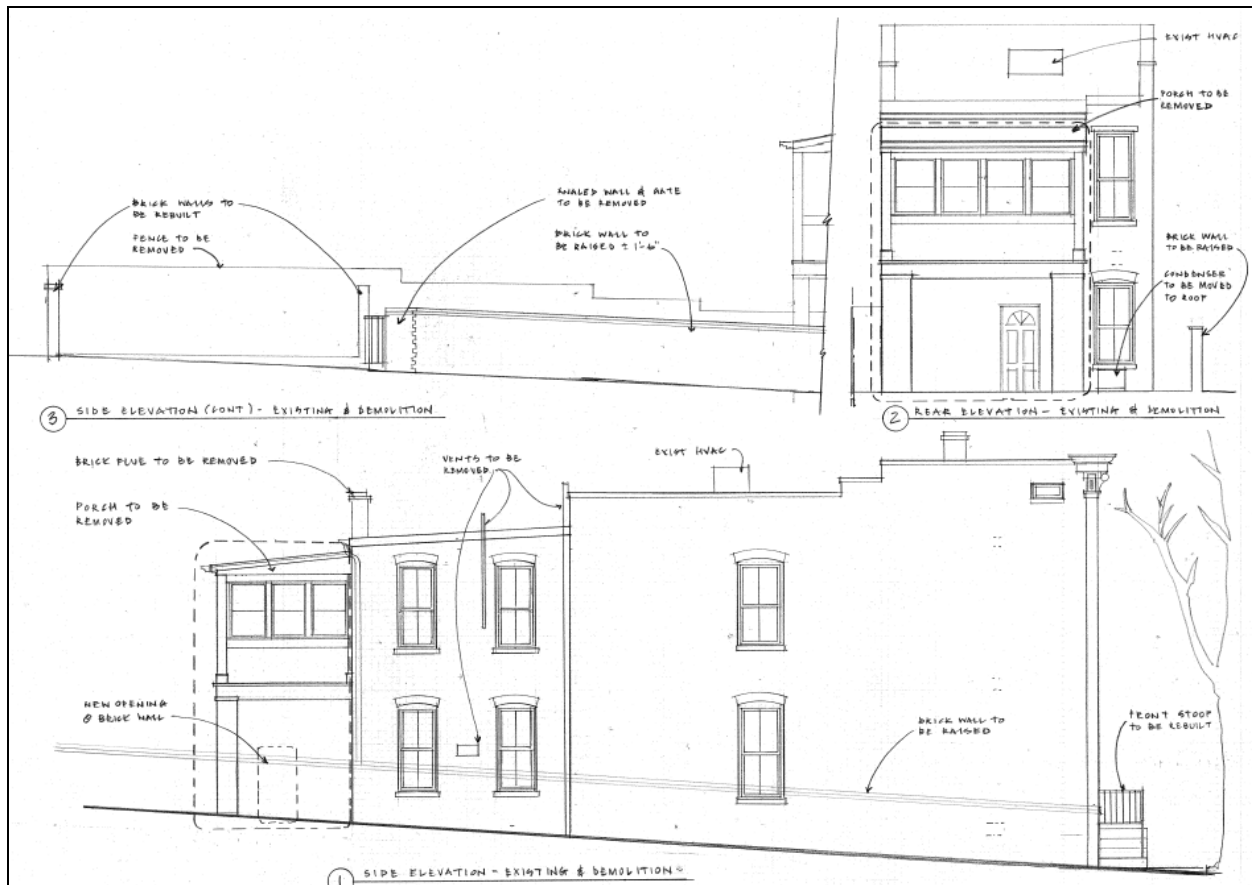 EXIST HVAC
PORCH TO BE
REMOVED
BRICK WALLS TO
BE REBUILT
FENCE TO BE
REMOVED
WALL & GATE
TO BE REMOVED
BRICK WALL TO
BE RAISED ± 1'-6"
BRICK WALL
TO BE RAISED
CONDENSER
TO BE MOVED
TO ROOF
3 SIDE ELEVATION (CONT) - EXISTING & DEMOLITION
2 REAR ELEVATION - EXISTING & DEMOLITION
BRICK FLUE TO BE REMOVED
VENTS TO BE
REMOVED
EXIST HVAC
PORCH TO BE
REMOVED
NEW OPENING
@ BRICK WALL
BRICK WALL TO
BE RAISED
FRONT STOOP
TO BE REBUILT
1 SIDE ELEVATION - EXISTING & DEMOLITION